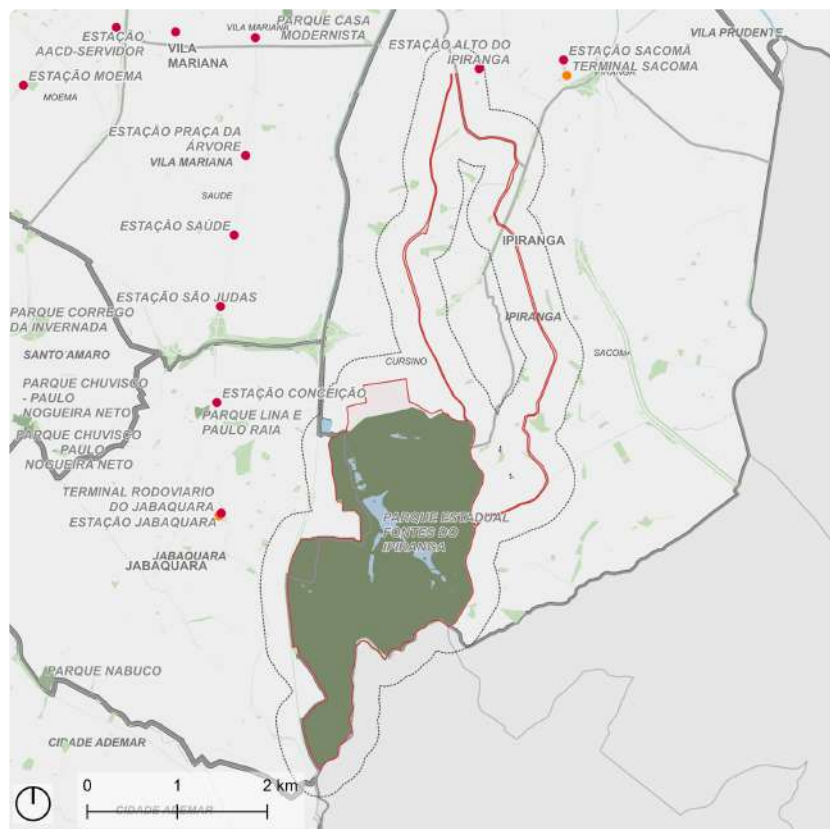 VILA MARIANA
PARQUE CASA
MODERNISTA
ESTAÇÃO
AACD-SERVIDOR
VILA
MARIANA
ESTAÇÃO ALTO DO
IPIRANGA
ESTAÇÃO SACOMÃ
TERMINAL SACOMA
IPIRANGA
VILA PRUDENTE
ESTAÇÃO MOEMA
MOEMA
ESTAÇÃO PRAÇA DA
ÁRVORE
VILA MARIANA
SAUDE
ESTAÇÃO SAÚDE
IPIRANGA
ESTAÇÃO SÃO JUDAS
PARQUE CORREGO
DA INVERNADA
IPIRANGA
SANTO AMARO
CURSINO
SACOMA
PARQUE CHUVISCO
- PAULO
NOGUEIRA NETO
ESTAÇÃO CONCEIÇÃO
PARQUE LINA E
PAULO RAIA
PARQUE CHUVISCO
PAULO
NOGUEIRA NETO
TERMINAL RODOVIARIO
DO JABAQUARA
ESTAÇÃO JABAQUARA
PARQUE ESTADUAL
FONTES DO
IPIRANGA
JABAQUARA
JABAQUARA
PARQUE NABUCO
CIDADE ADEMAR
0 1 2 km
CIDADE ADEMAR